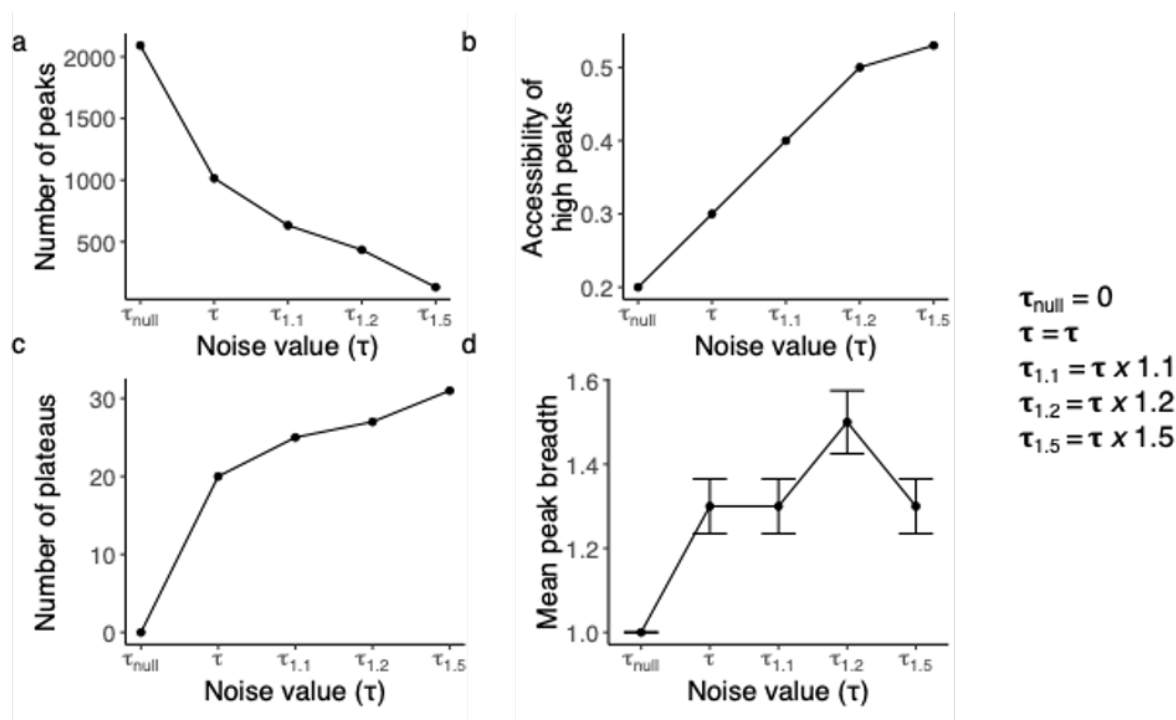 a
Number of peaks
2000
1500
1000
500
τnull τ τ1.1 τ1.2 τ1.5
Noise value (τ)
b
Accessibility of
high peaks
0.5
0.4
0.3
0.2
τnull τ τ1.1 τ1.2 τ1.5
Noise value (τ)
c
Number of plateaus
30
20
10
0
τnull τ τ1.1 τ1.2 τ1.5
Noise value (τ)
d
Mean peak breadth
1.6
1.4
1.2
1.0
τnull τ τ1.1 τ1.2 τ1.5
Noise value (τ)
τnull = 0
τ = τ
τ1.1 = τ x 1.1
τ1.2 = τ x 1.2
τ1.5 = τ x 1.5